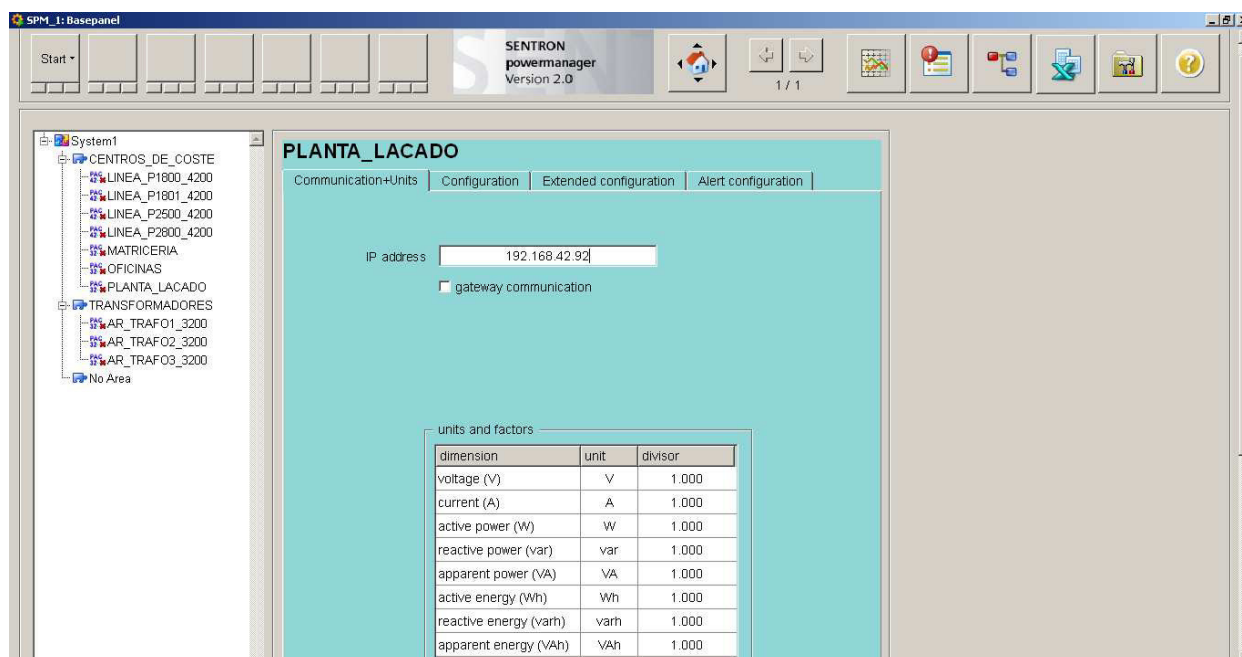 SPM_1: Basepanel
Start
SENTRON
powermanager
Version 2.0
1 / 1
System1
CENTROS_DE_COSTE
LINEA_P1800_4200
LINEA_P1801_4200
LINEA_P2500_4200
LINEA_P2800_4200
MATRICERIA
OFICINAS
PLANTA_LACADO
TRANSFORMADORES
AR_TRAFO1_3200
AR_TRAFO2_3200
AR_TRAFO3_3200
No Area
PLANTA_LACADO
Communication+Units Configuration Extended configuration Alert configuration
IP address 192.168.42.92
gateway communication
units and factors
dimension unit divisor
voltage (V) V 1.000
current (A) A 1.000
active power (W) W 1.000
reactive power (var) var 1.000
apparent power (VA) VA 1.000
active energy (Wh) Wh 1.000
reactive energy (varh) varh 1.000
apparent energy (VAh) VAh 1.000